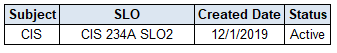 Subject SLO Created Date Status
CIS CIS 234A SLO2 12/1/2019 Active